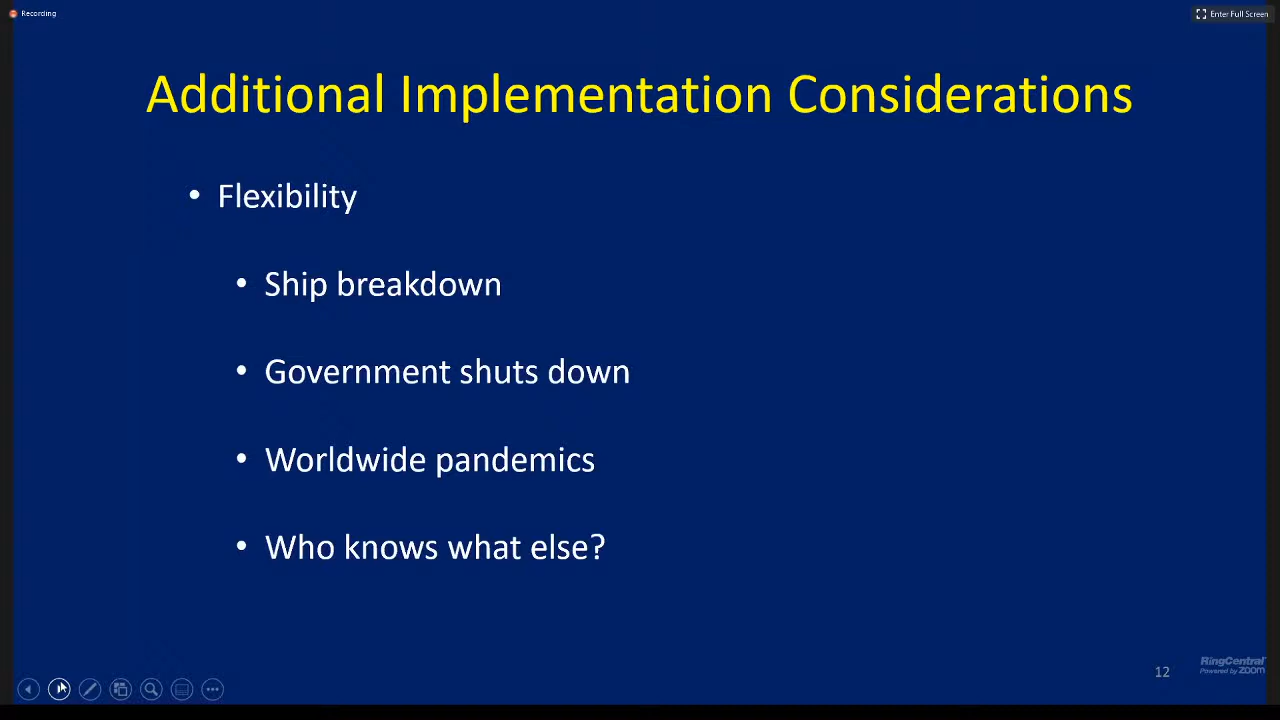 Recording
Enter Full Screen
Additional Implementation Considerations
• Flexibility
• Ship breakdown
• Government shuts down
• Worldwide pandemics
• Who knows what else?
12
RingCentral
Powered by zoom